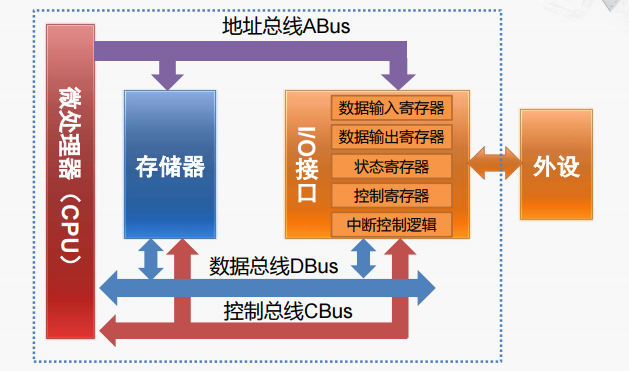 地址总线ABus
微处理器（CPU）
存储器
I/O接口
数据输入寄存器
数据输出寄存器
状态寄存器
控制寄存器
中断控制逻辑
外设
数据总线DBus
控制总线CBus